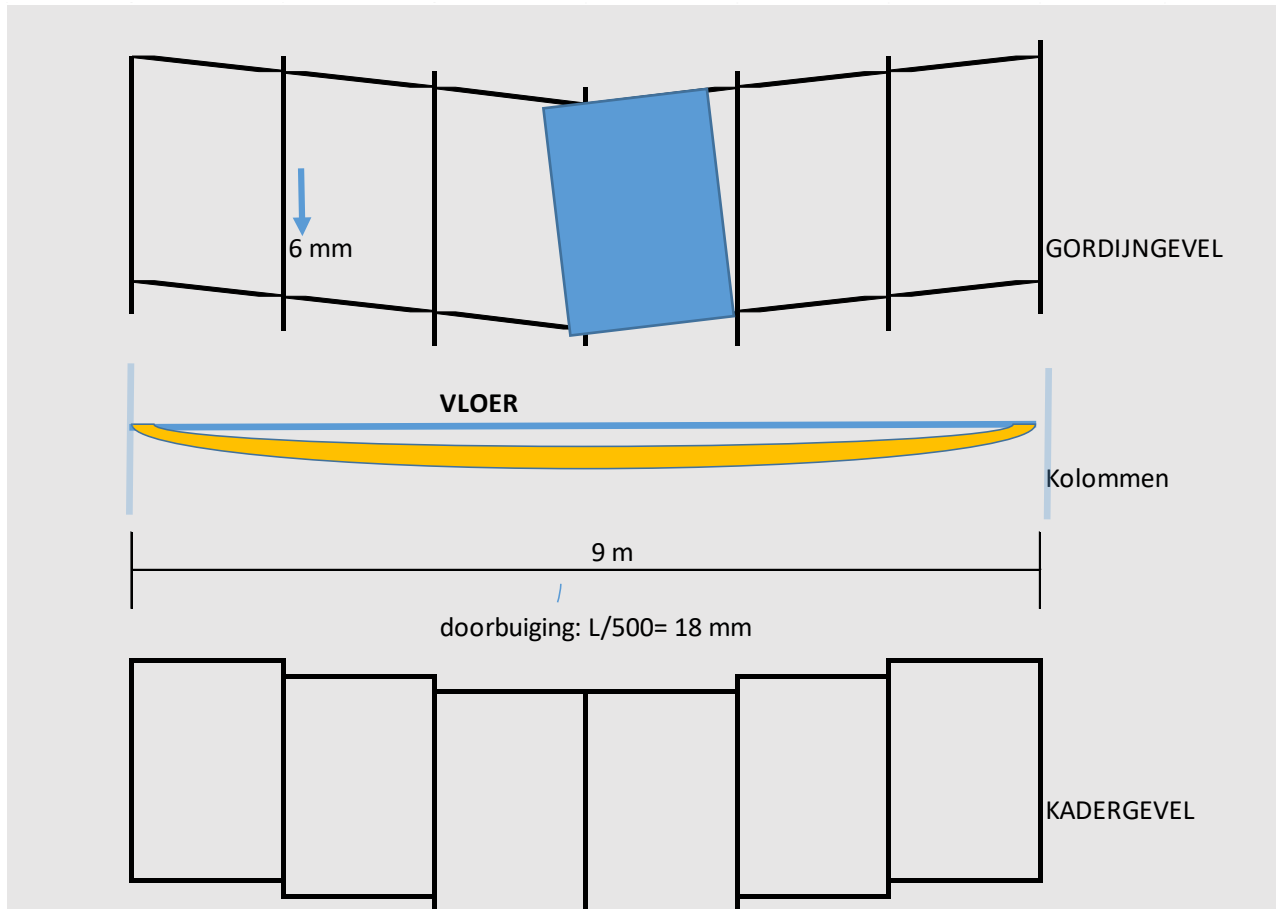 6 mm
GORDIJNGEVEL
VLOER
Kolommen
9 m
doorbuiging: L/500= 18 mm
KADERGEVEL